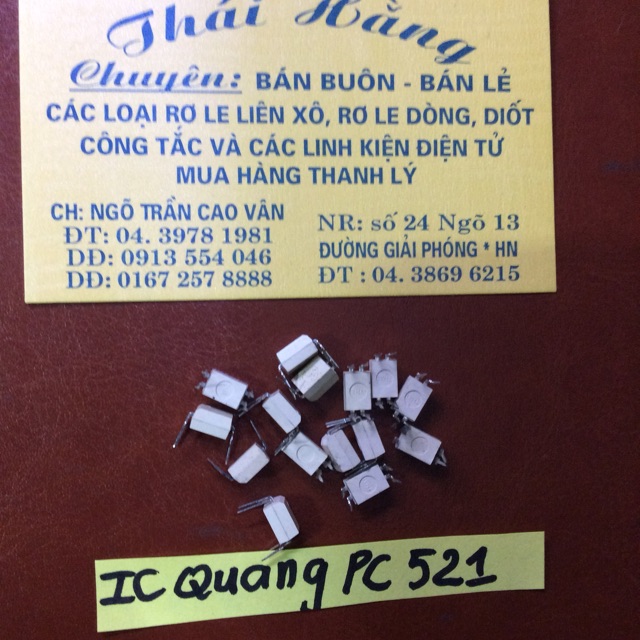 Thái Hằng
Chuyên: BÁN BUÔN - BÁN LẺ
CÁC LOẠI RƠ LE LIÊN XÔ, RƠ LE DÒNG, DIỐT
CÔNG TẮC VÀ CÁC LINH KIỆN ĐIỆN TỬ
MUA HÀNG THANH LÝ
CH: NGÕ TRẦN CAO VÂN
ĐT: 04. 3978 1981
DĐ: 0913 554 046
DĐ: 0167 257 8888
NR: số 24 Ngõ 13
ĐƯỜNG GIẢI PHÓNG * HN
ĐT : 04. 3869 6215
IC Quang PC 521